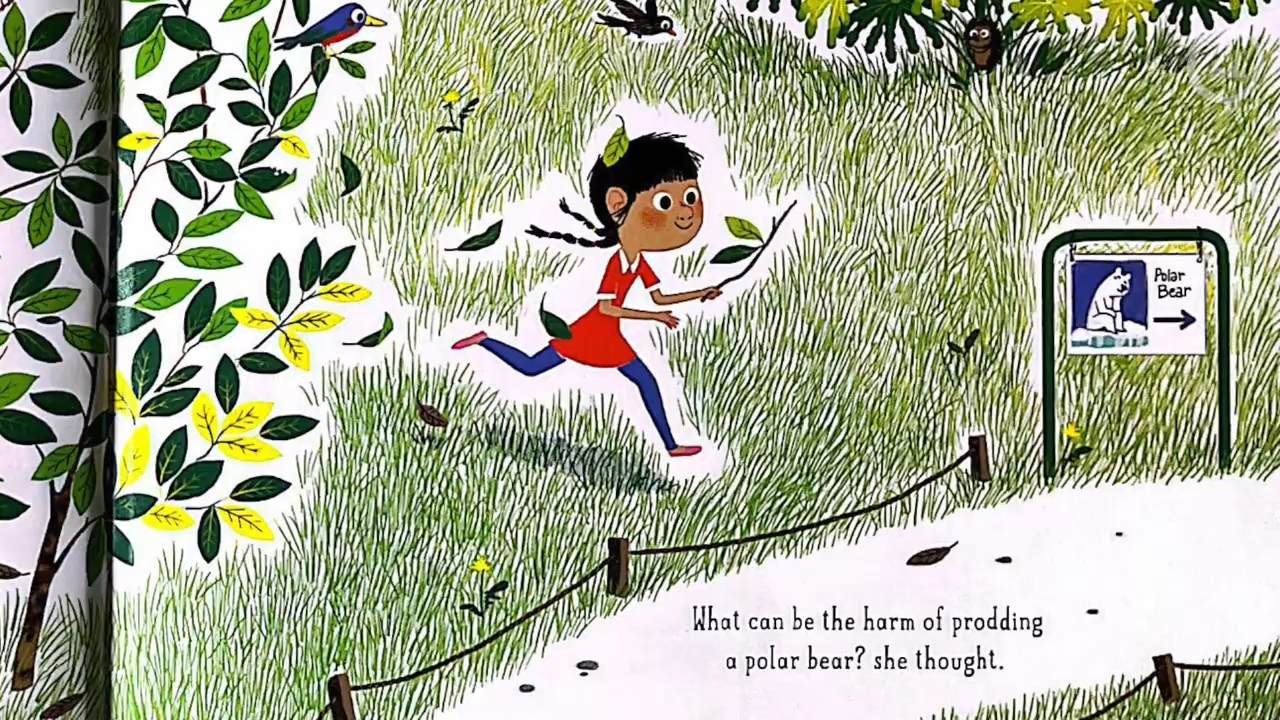 Polar
Bear
What can be the harm of prodding
a polar bear? she thought.